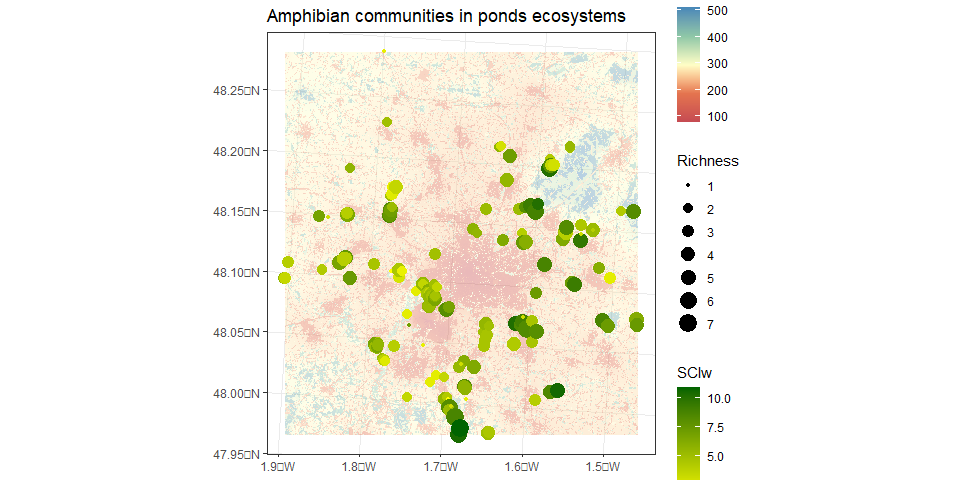 Amphibian communities in ponds ecosystems
48.25□N
48.20□N
48.15□N
48.10□N
48.05□N
48.00□N
47.95□N
1.9□W
1.8□W
1.7□W
1.6□W
1.5□W
500
400
300
200
100
Richness
1
2
3
4
5
6
7
SClw
10.0
7.5
5.0